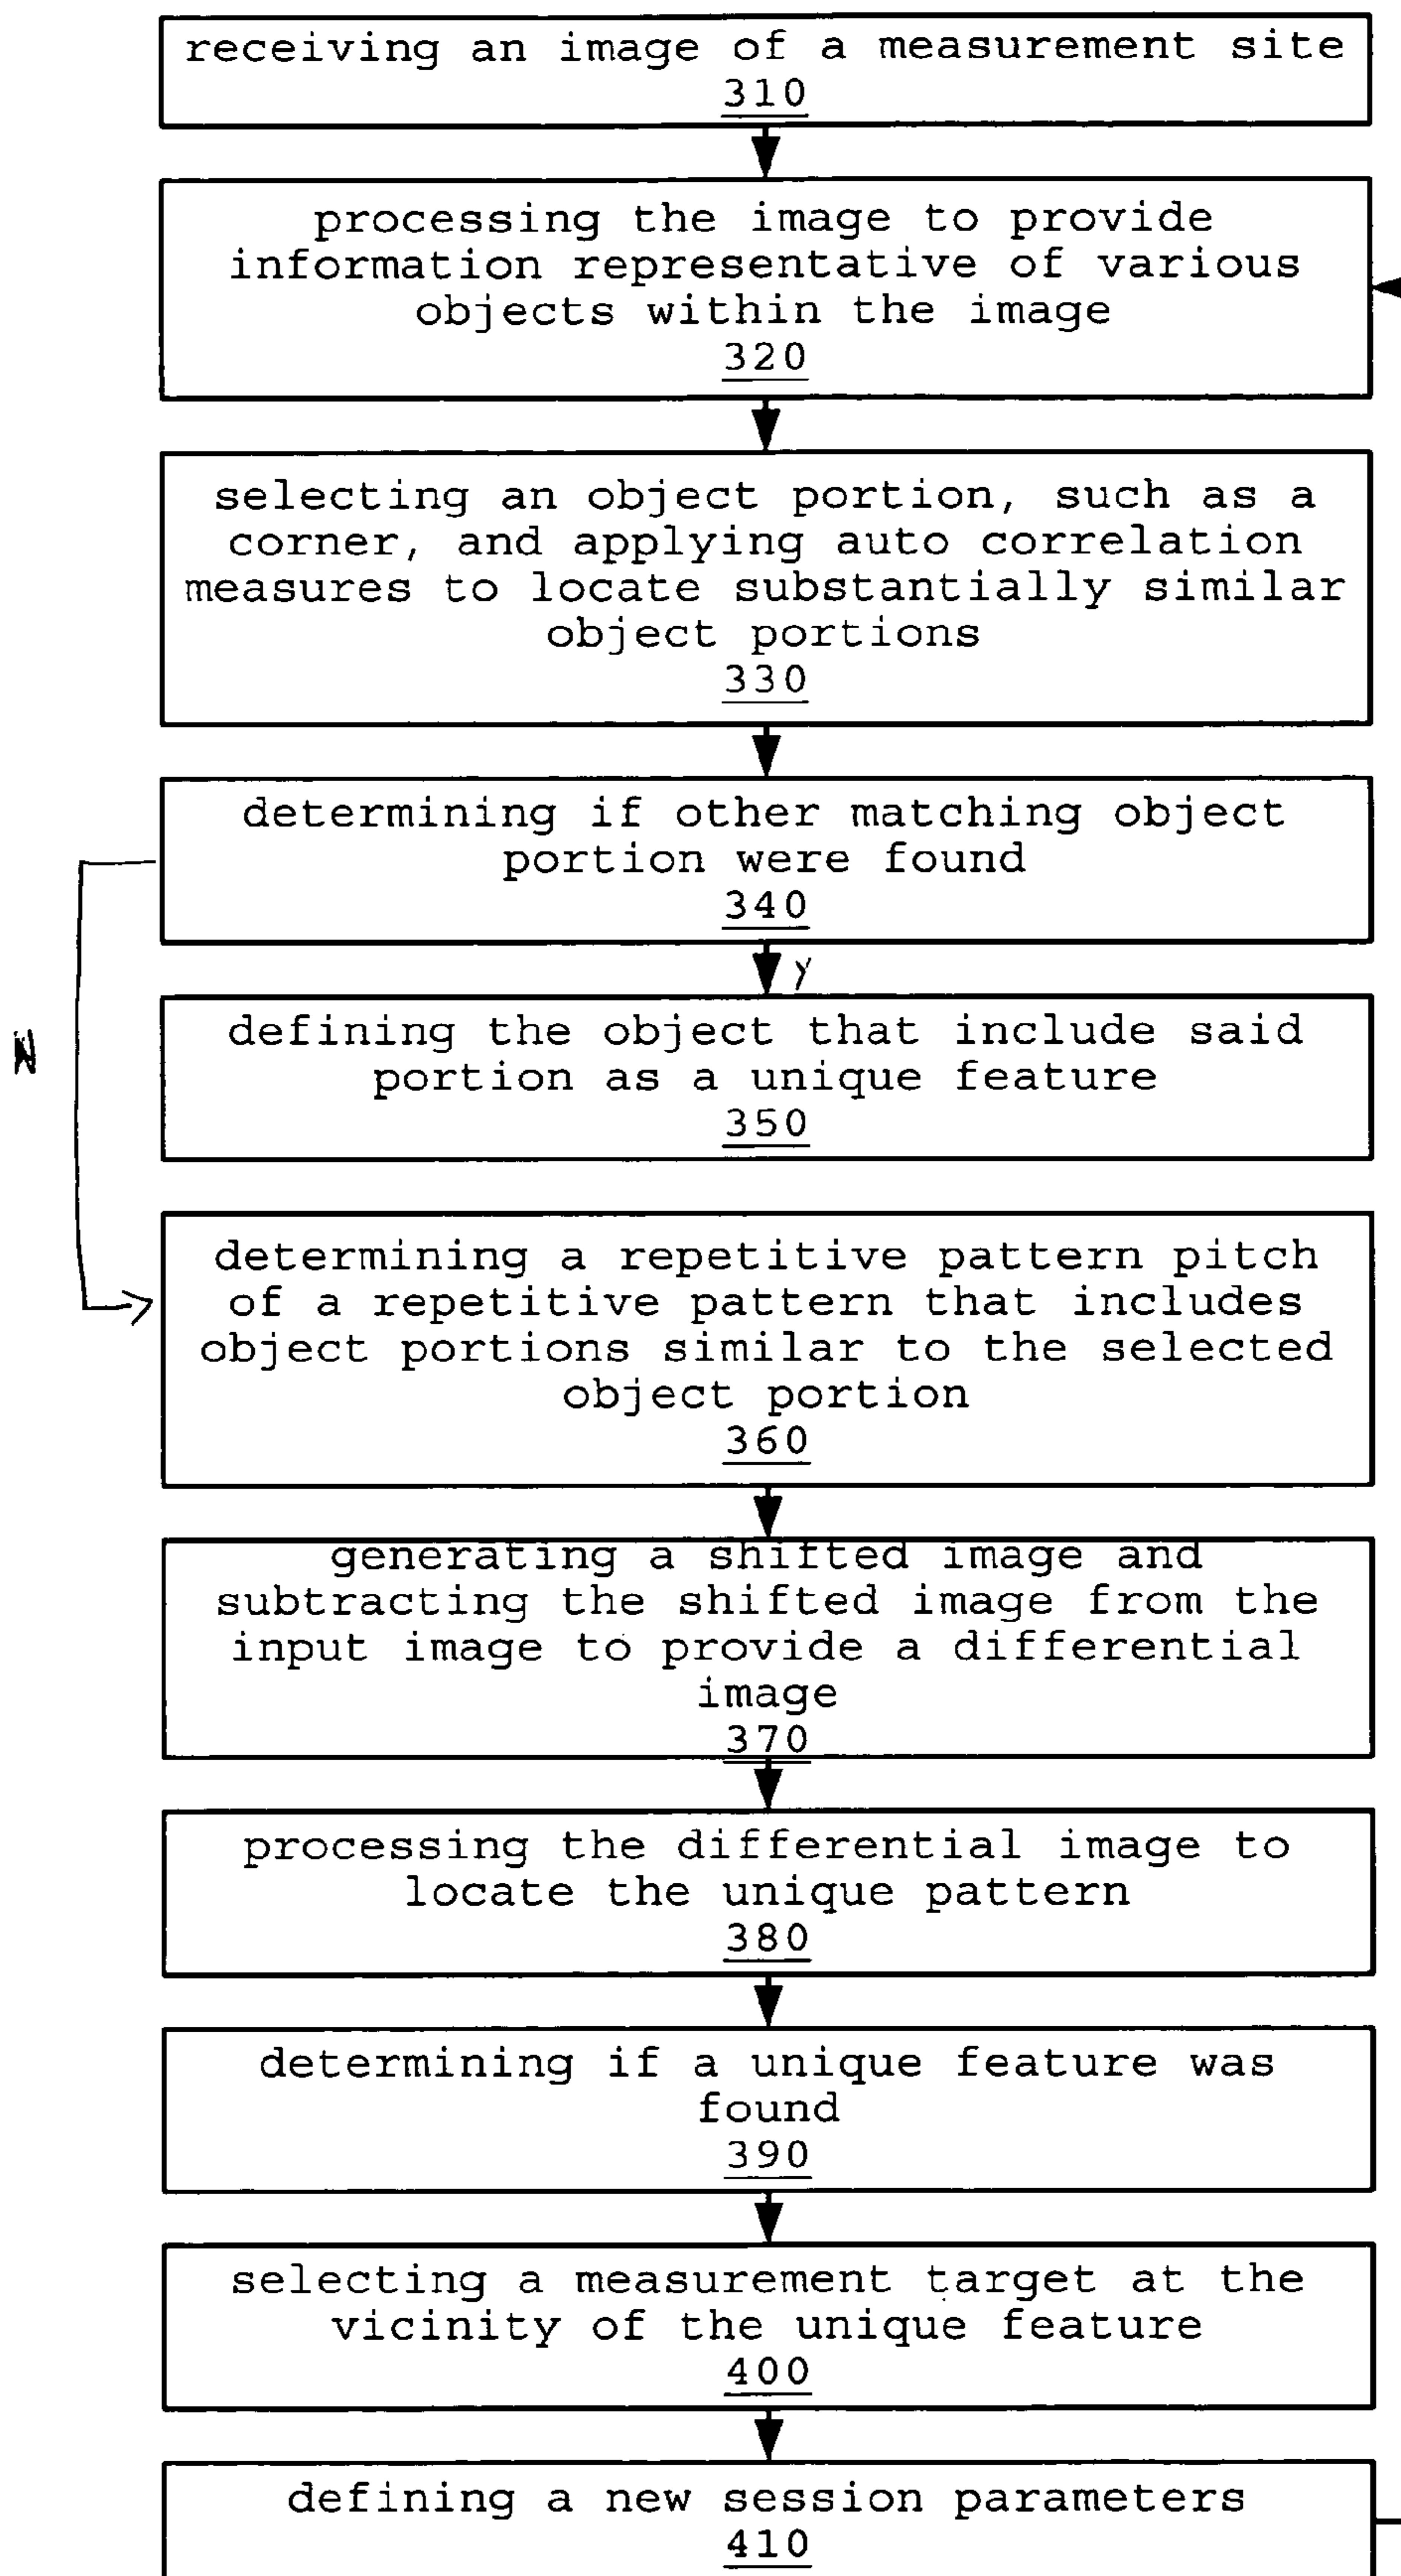 receiving an image of a measurement site
310
processing the image to provide
information representative of various
objects within the image
320
selecting an object portion, such as a
corner, and applying auto correlation
measures to locate substantially similar
object portions
330
determining if other matching object
portion were found
340
y
defining the object that include said
portion as a unique feature
350
N
determining a repetitive pattern pitch
of a repetitive pattern that includes
object portions similar to the selected
object portion
360
generating a shifted image and
subtracting the shifted image from the
input image to provide a differential
image
370
processing the differential image to
locate the unique pattern
380
determining if a unique feature was
found
390
selecting a measurement target at the
vicinity of the unique feature
400
defining a new session parameters
410